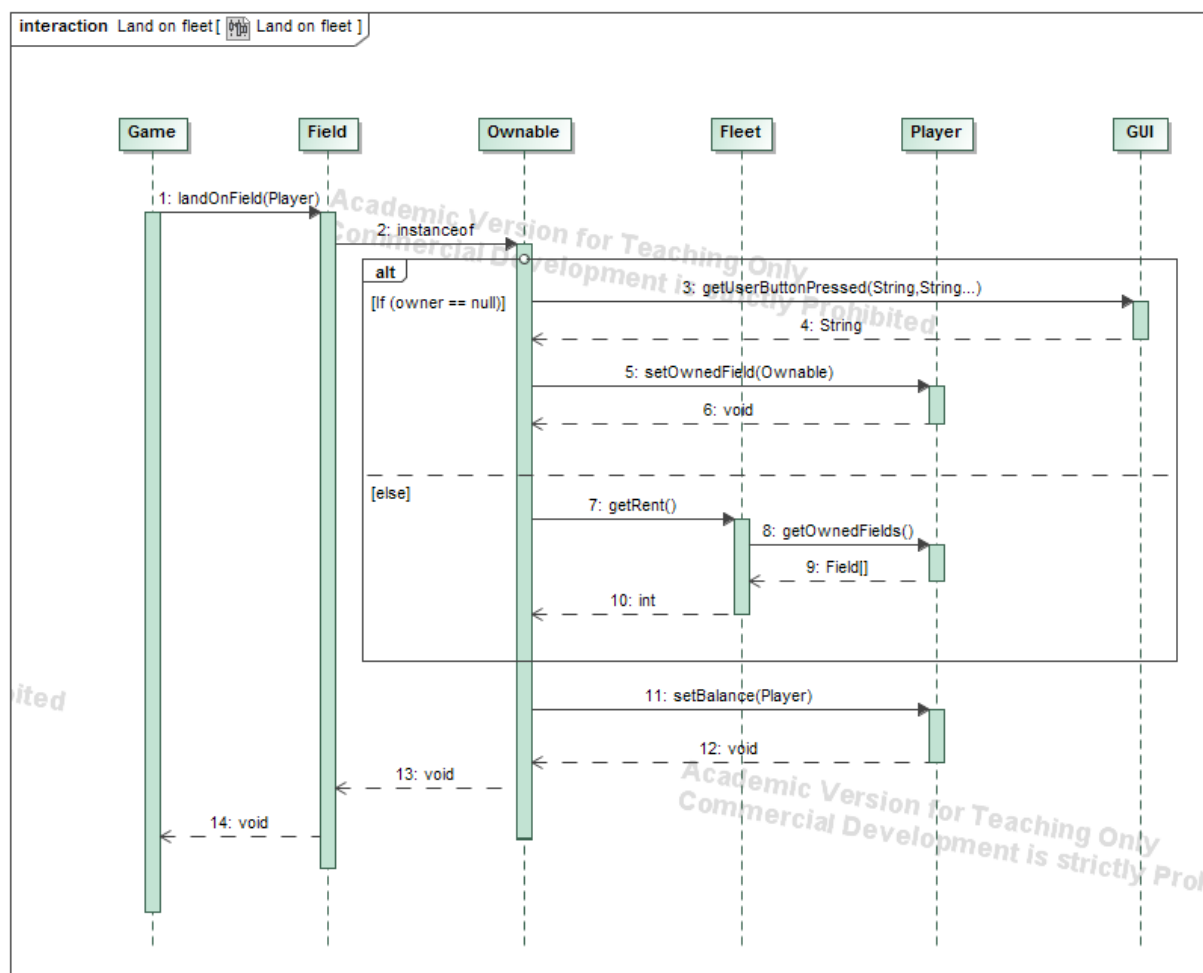 interaction Land on fleet [ Land on fleet ]
Game
Field
Ownable
Fleet
Player
GUI
1: landOnField(Player)
Academic Version for Teaching Only
Commercial Development is strictly Prohibited
2: instanceof
alt
[If (owner == null)]
3: getUserButtonPressed(String,String...)
4: String
5: setOwnedField(Ownable)
6: void
[else]
7: getRent()
8: getOwnedFields()
9: Field[]
10: int
11: setBalance(Player)
ibited
12: void
13: void
Academic Version for Teaching Only
Commercial Development is strictly Proh
14: void